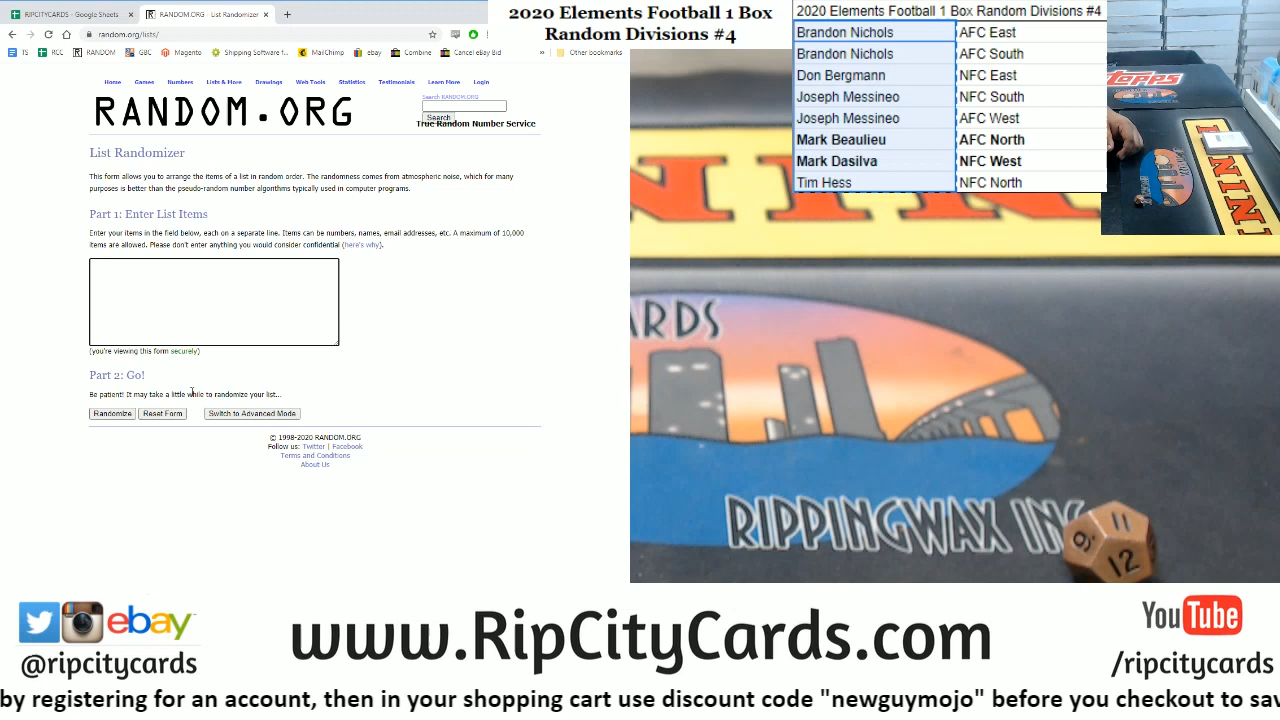 RIPCITYCARDS - Google Sheets
RANDOM.ORG - List Randomizer
random.org/lists/
TS
RCC
RANDOM
GBC
Magento
Shipping Software f...
MailChimp
ebay
Combine
Cancel eBay Bid
Other bookmarks
Home
Games
Numbers
Lists & More
Drawings
Web Tools
Statistics
Testimonials
Learn More
Login
Search RANDOM.ORG
Search
RANDOM.ORG
True Random Number Service
List Randomizer
This form allows you to arrange the items of a list in random order. The randomness comes from atmospheric noise, which for many
purposes is better than the pseudo-random number algorithms typically used in computer programs.
Part 1: Enter List Items
Enter your items in the field below, each on a separate line. Items can be numbers, names, email addresses, etc. A maximum of 10,000
items are allowed. Please don't enter anything you would consider confidential (here's why).
(you're viewing this form securely)
Part 2: Go!
Be patient! It may take a little while to randomize your list...
Randomize
Reset Form
Switch to Advanced Mode
© 1998-2020 RANDOM.ORG
Follow us: Twitter | Facebook
Terms and Conditions
About Us
2020 Elements Football 1 Box
Random Divisions #4
2020 Elements Football 1 Box Random Divisions #4
Brandon Nichols AFC East
Brandon Nichols AFC South
Don Bergmann NFC East
Joseph Messineo NFC South
Joseph Messineo AFC West
Mark Beaulieu AFC North
Mark Dasilva NFC West
Tim Hess NFC North
TOPPS
NIN
ARDS
RIPPINGWAX INC
9.
11
12
ebay
@ripcitycards
www.RipCityCards.com
YouTube
/ripcitycards
by registering for an account, then in your shopping cart use discount code "newguymojo" before you checkout to sav